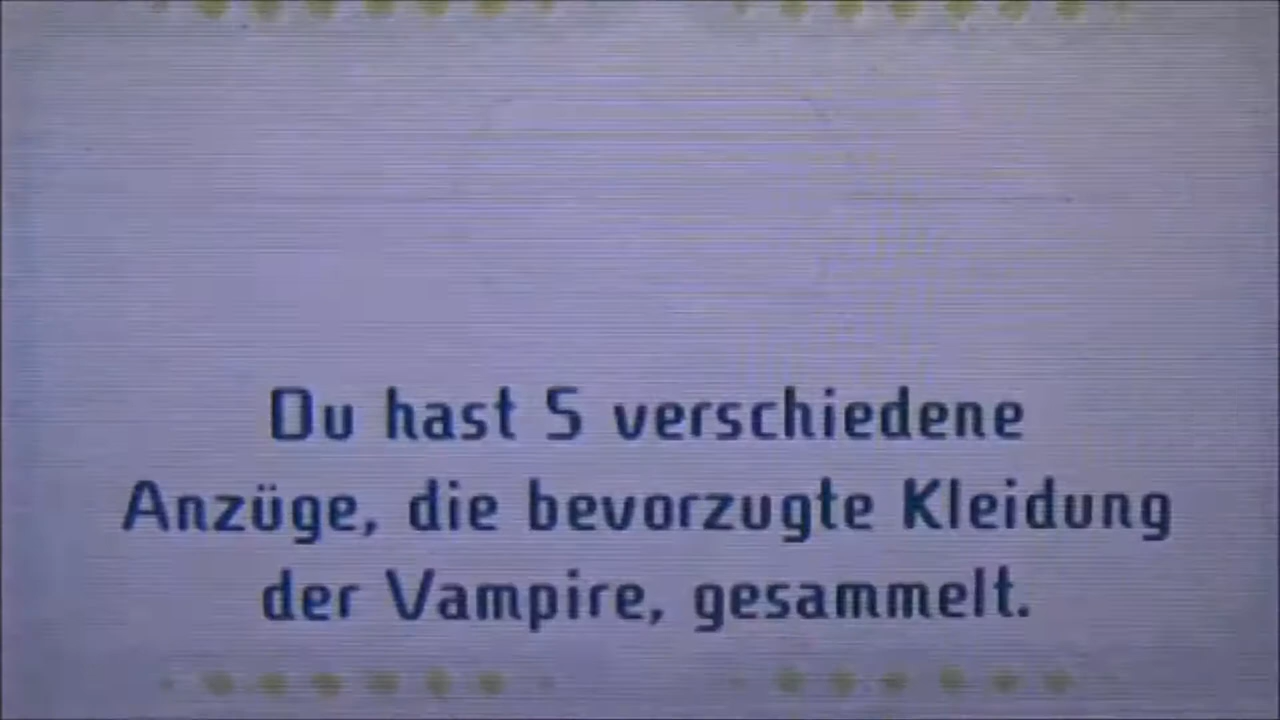 Du hast 5 verschiedene
Anzüge, die bevorzugte Kleidung
der Vampire, gesammelt.